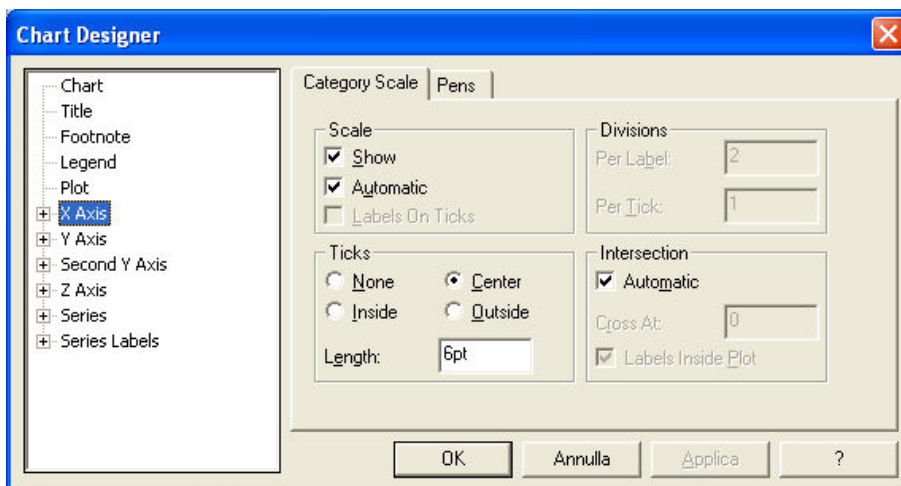 Chart Designer
Chart
Title
Footnote
Legend
Plot
X Axis
Y Axis
Second Y Axis
Z Axis
Series
Series Labels
Category Scale
Pens
Scale
Show
Automatic
Labels On Ticks
Divisions
Per Label:
2
Per Tick:
1
Ticks
None
Center
Inside
Outside
Length:
6pt
Intersection
Automatic
Cross At:
0
Labels Inside Plot
OK
Annulla
Applica
?